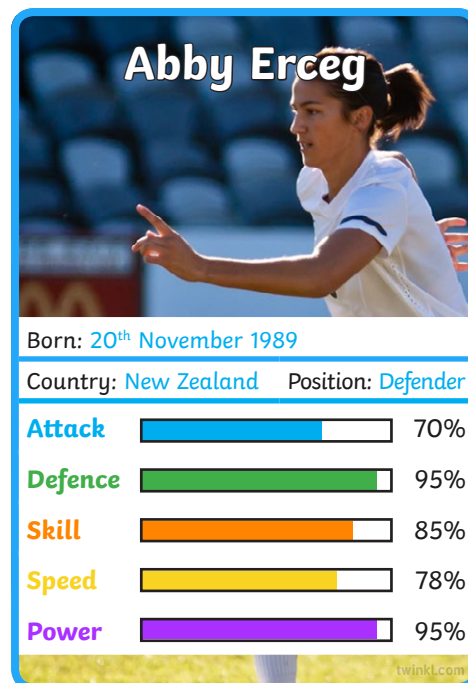 Abby Erceg
Born: 20th November 1989
Country: New Zealand Position: Defender
Attack 70%
Defence 95%
Skill 85%
Speed 78%
Power 95%
twinkl.com